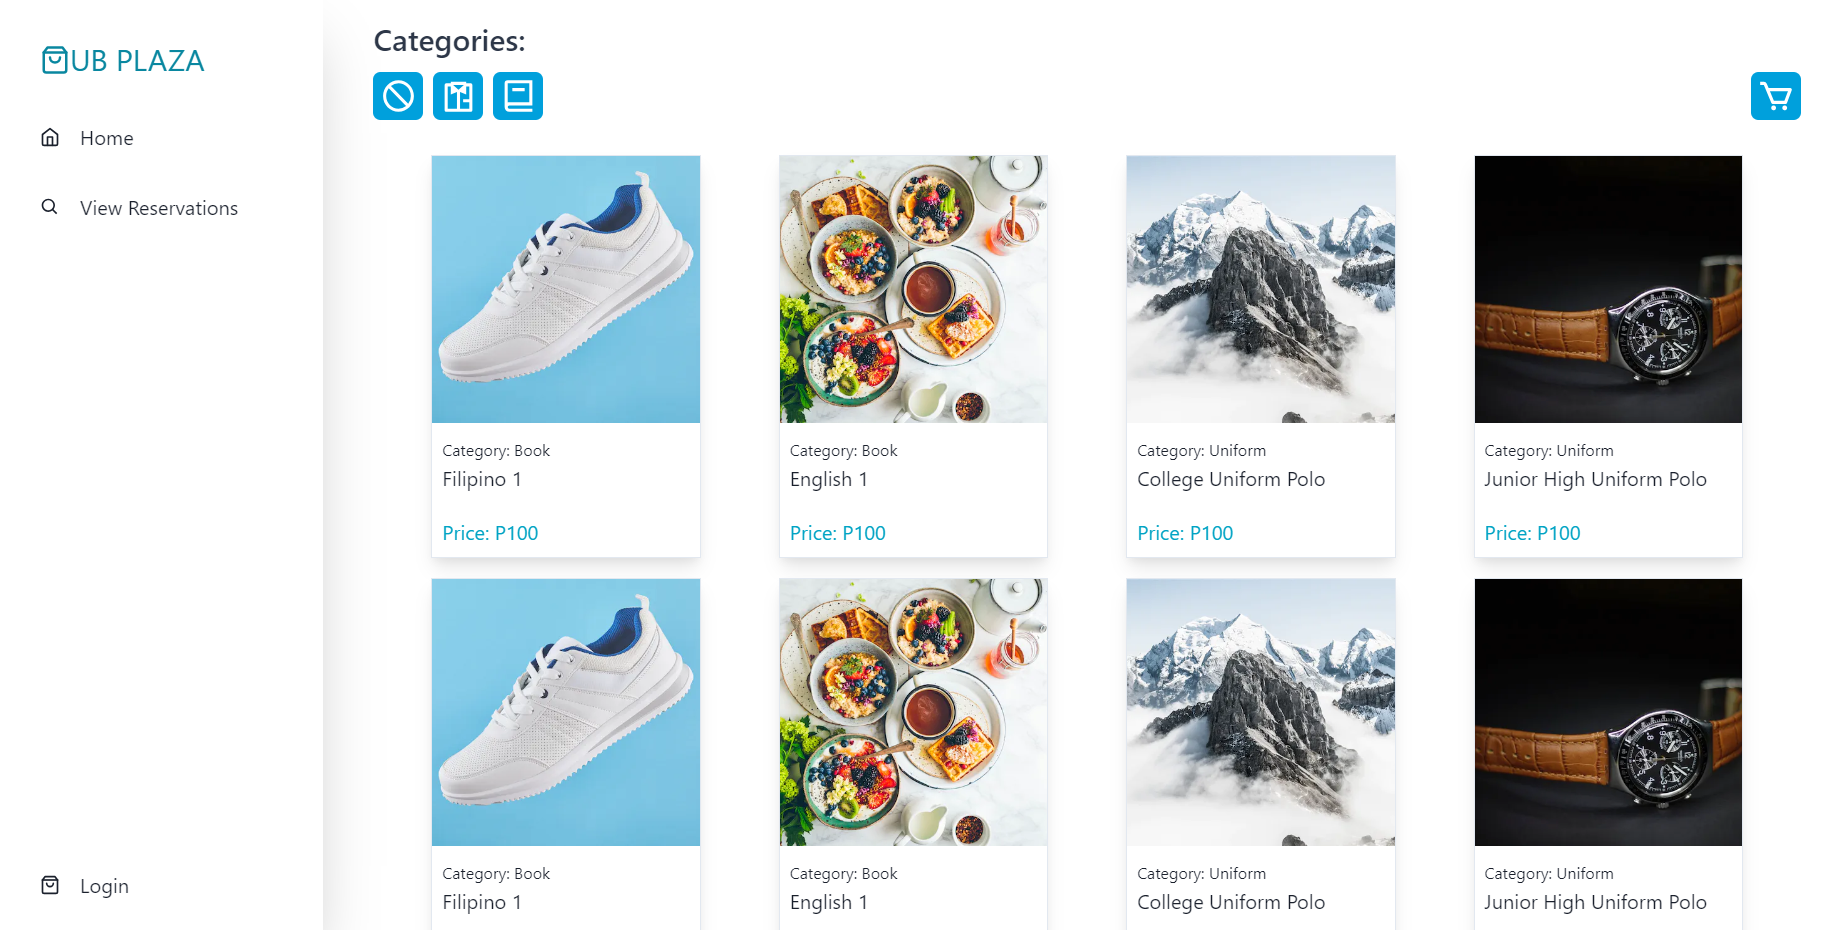 UB PLAZA
Home
View Reservations
Login
Categories:
Category: Book
Filipino 1
Price: P100
Category: Book
English 1
Price: P100
Category: Uniform
College Uniform Polo
Price: P100
Category: Uniform
Junior High Uniform Polo
Price: P100
Category: Book
Filipino 1
Category: Book
English 1
Category: Uniform
College Uniform Polo
Category: Uniform
Junior High Uniform Polo